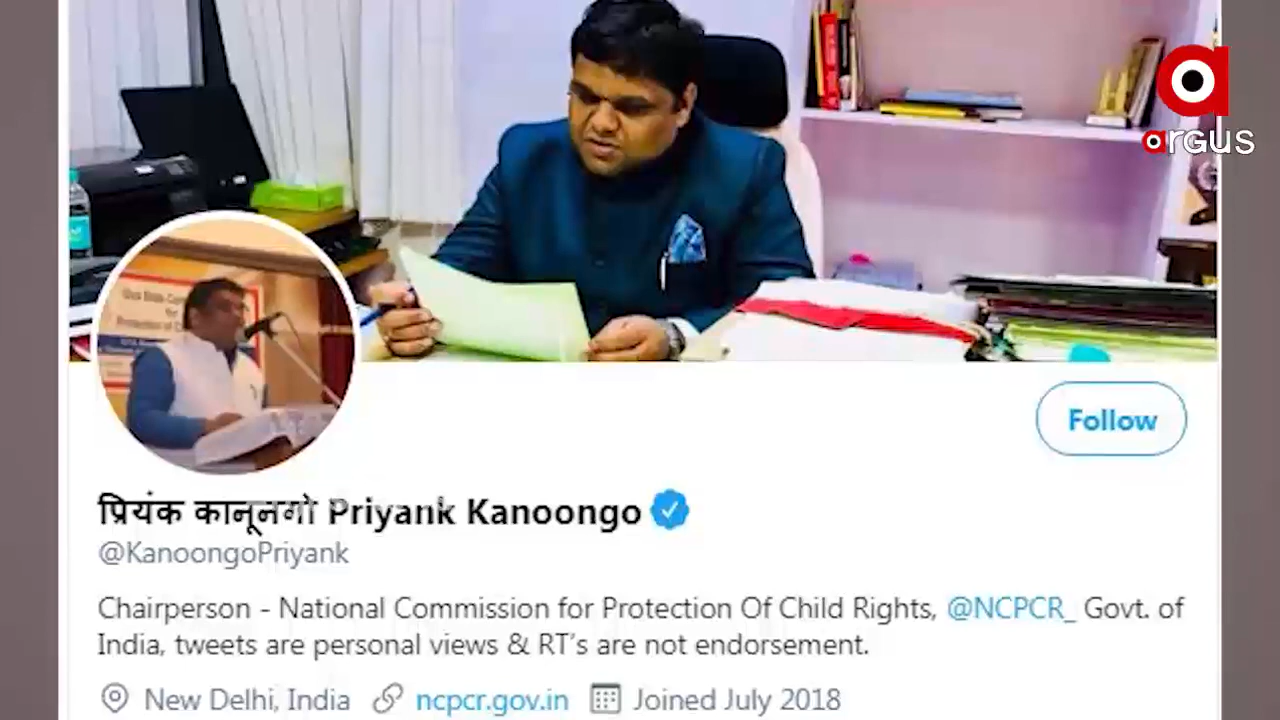 argus
Follow
प्रियंक कानूनगो Priyank Kanoongo
@KanoongoPriyank
Chairperson - National Commission for Protection Of Child Rights, @NCPCR_ Govt. of
India, tweets are personal views & RT's are not endorsement.
New Delhi, India ncpcr.gov.in Joined July 2018